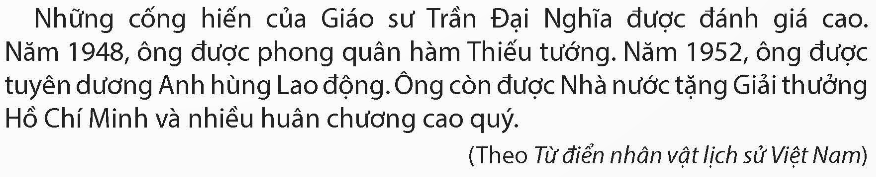 Những cống hiến của Giáo sư Trần Đại Nghĩa được đánh giá cao.
Năm 1948, ông được phong quân hàm Thiếu tướng. Năm 1952, ông được
tuyên dương Anh hùng Lao động. Ông còn được Nhà nước tặng Giải thưởng
Hồ Chí Minh và nhiều huân chương cao quý.
(Theo Từ điển nhân vật lịch sử Việt Nam)